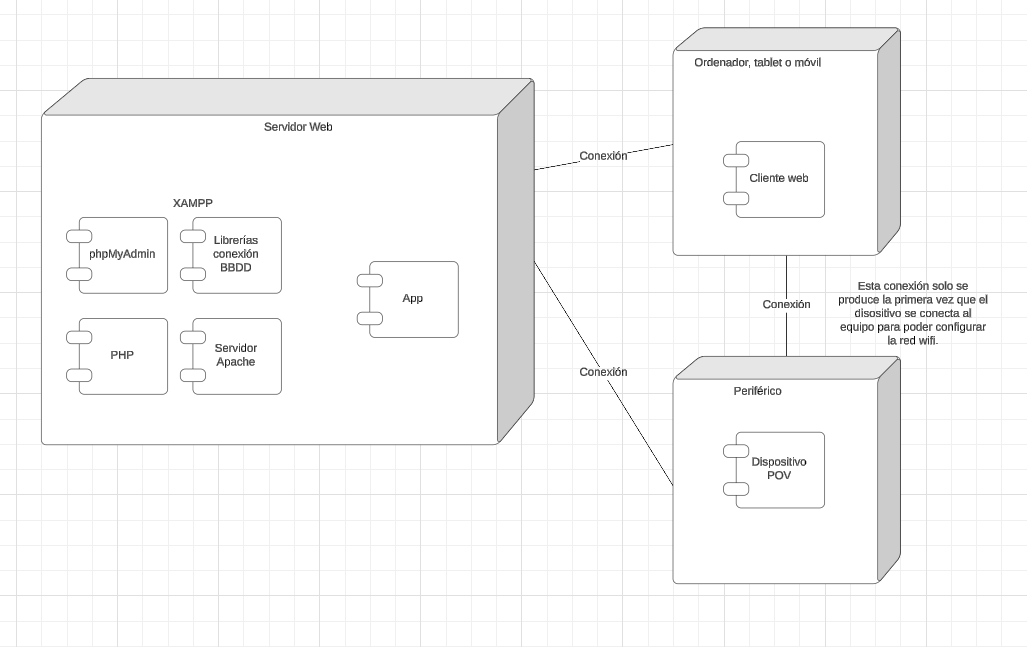 Ordenador, tablet o móvil
Servidor Web
Conexión
Cliente web
XAMPP
phpMyAdmin
Librerías
conexión
BBDD
App
Conexión
Esta conexión solo se
produce la primera vez que el
disositivo se conecta al
equipo para poder configurar
la red wifi.
PHP
Servidor
Apache
Conexión
Periférico
Dispositivo
POV